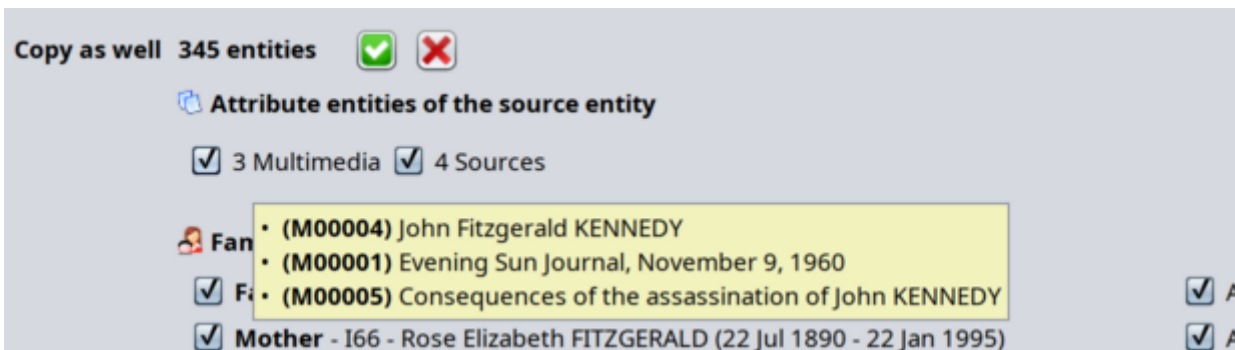 Copy as well 345 entities
Attribute entities of the source entity
3 Multimedia 4 Sources
• (M00004) John Fitzgerald KENNEDY
• (M00001) Evening Sun Journal, November 9, 1960
• (M00005) Consequences of the assassination of John KENNEDY
Mother - I66 - Rose Elizabeth FITZGERALD (22 Jul 1890 - 22 Jan 1995)